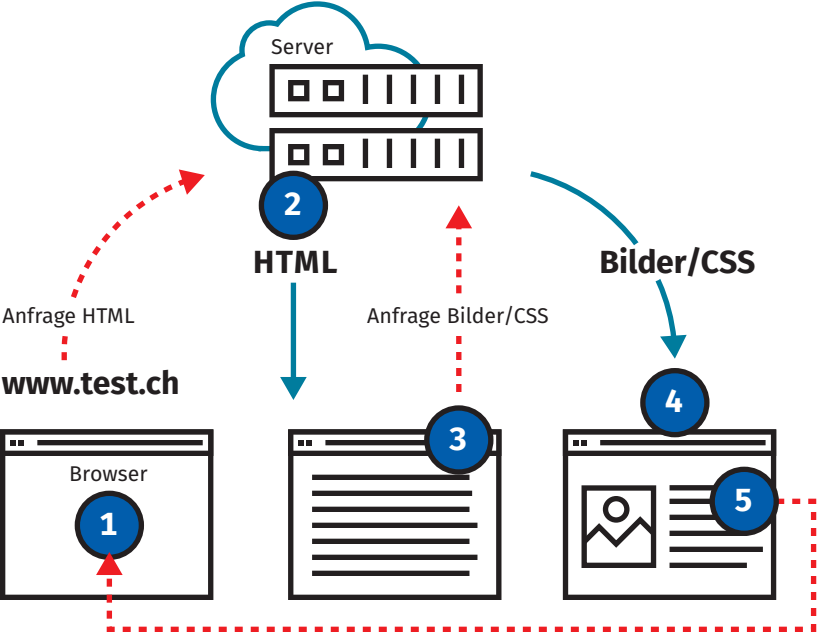 Server
2
HTML
Bilder/CSS
Anfrage HTML
Anfrage Bilder/CSS
www.test.ch
4
3
Browser
5
1